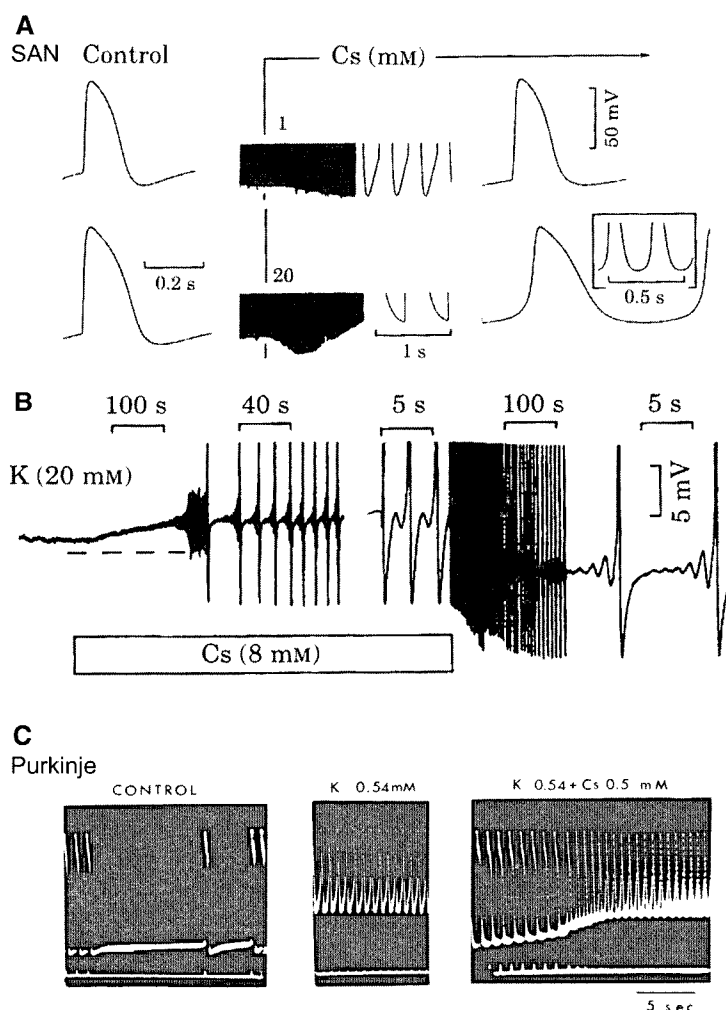 A
SAN Control Cs (mM)
1
50 mV
0.2 s
20
0.5 s
1 s
B 100 s 40 s 5 s 100 s 5 s
K (20 mM)
5 mV
Cs (8 mM)
C
Purkinje
CONTROL K 0.54mM K 0.54 + Cs 0.5 mM
5 sec